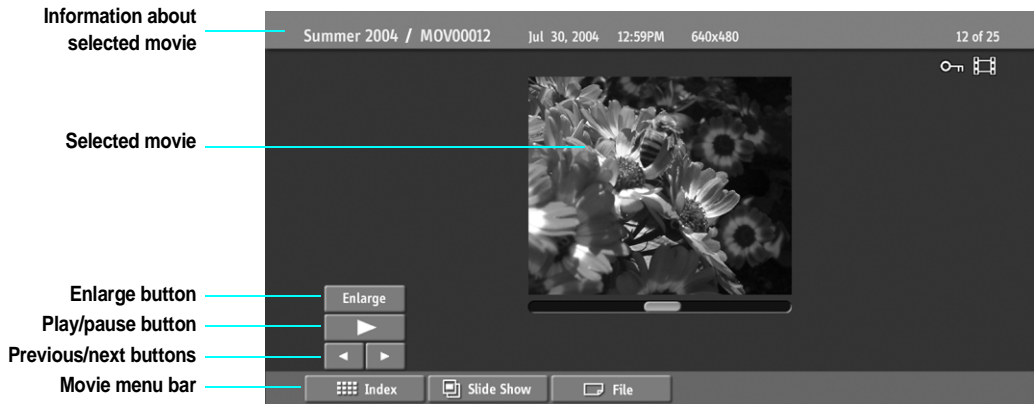 Information about
selected movie
Summer 2004 / MOV00012 Jul 30, 2004 12:59PM 640x480 12 of 25
Selected movie
Enlarge button
Enlarge
Play/pause button
Previous/next buttons
Movie menu bar
Index Slide Show File